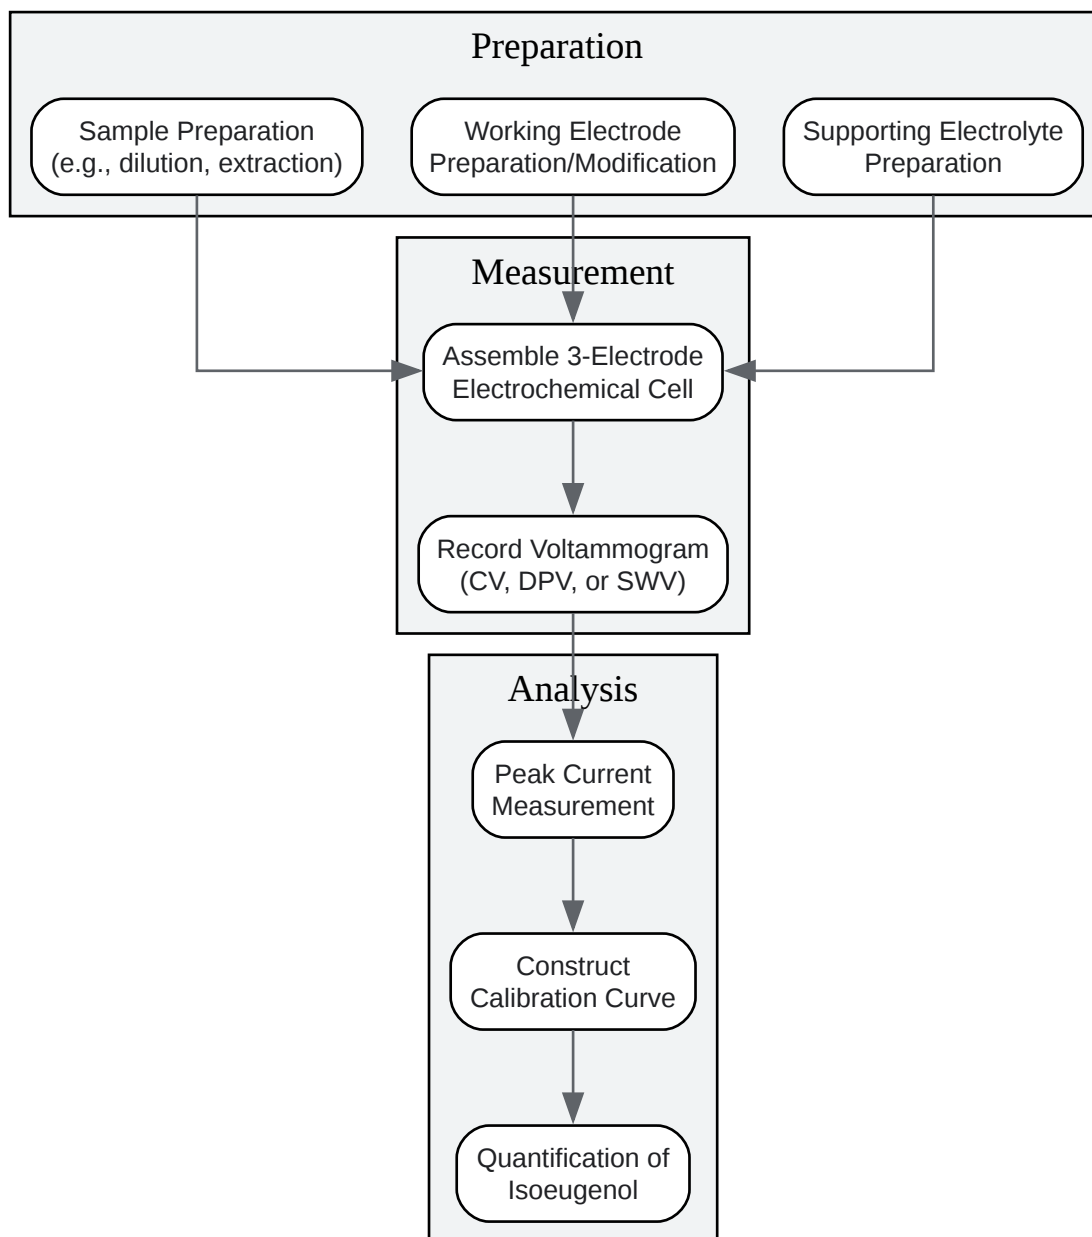 Preparation
Sample Preparation
(e.g., dilution, extraction)
Working Electrode
Preparation/Modification
Supporting Electrolyte
Preparation
Measurement
Assemble 3-Electrode
Electrochemical Cell
Record Voltammogram
(CV, DPV, or SWV)
Analysis
Peak Current
Measurement
Construct
Calibration Curve
Quantification of
Isoeugenol